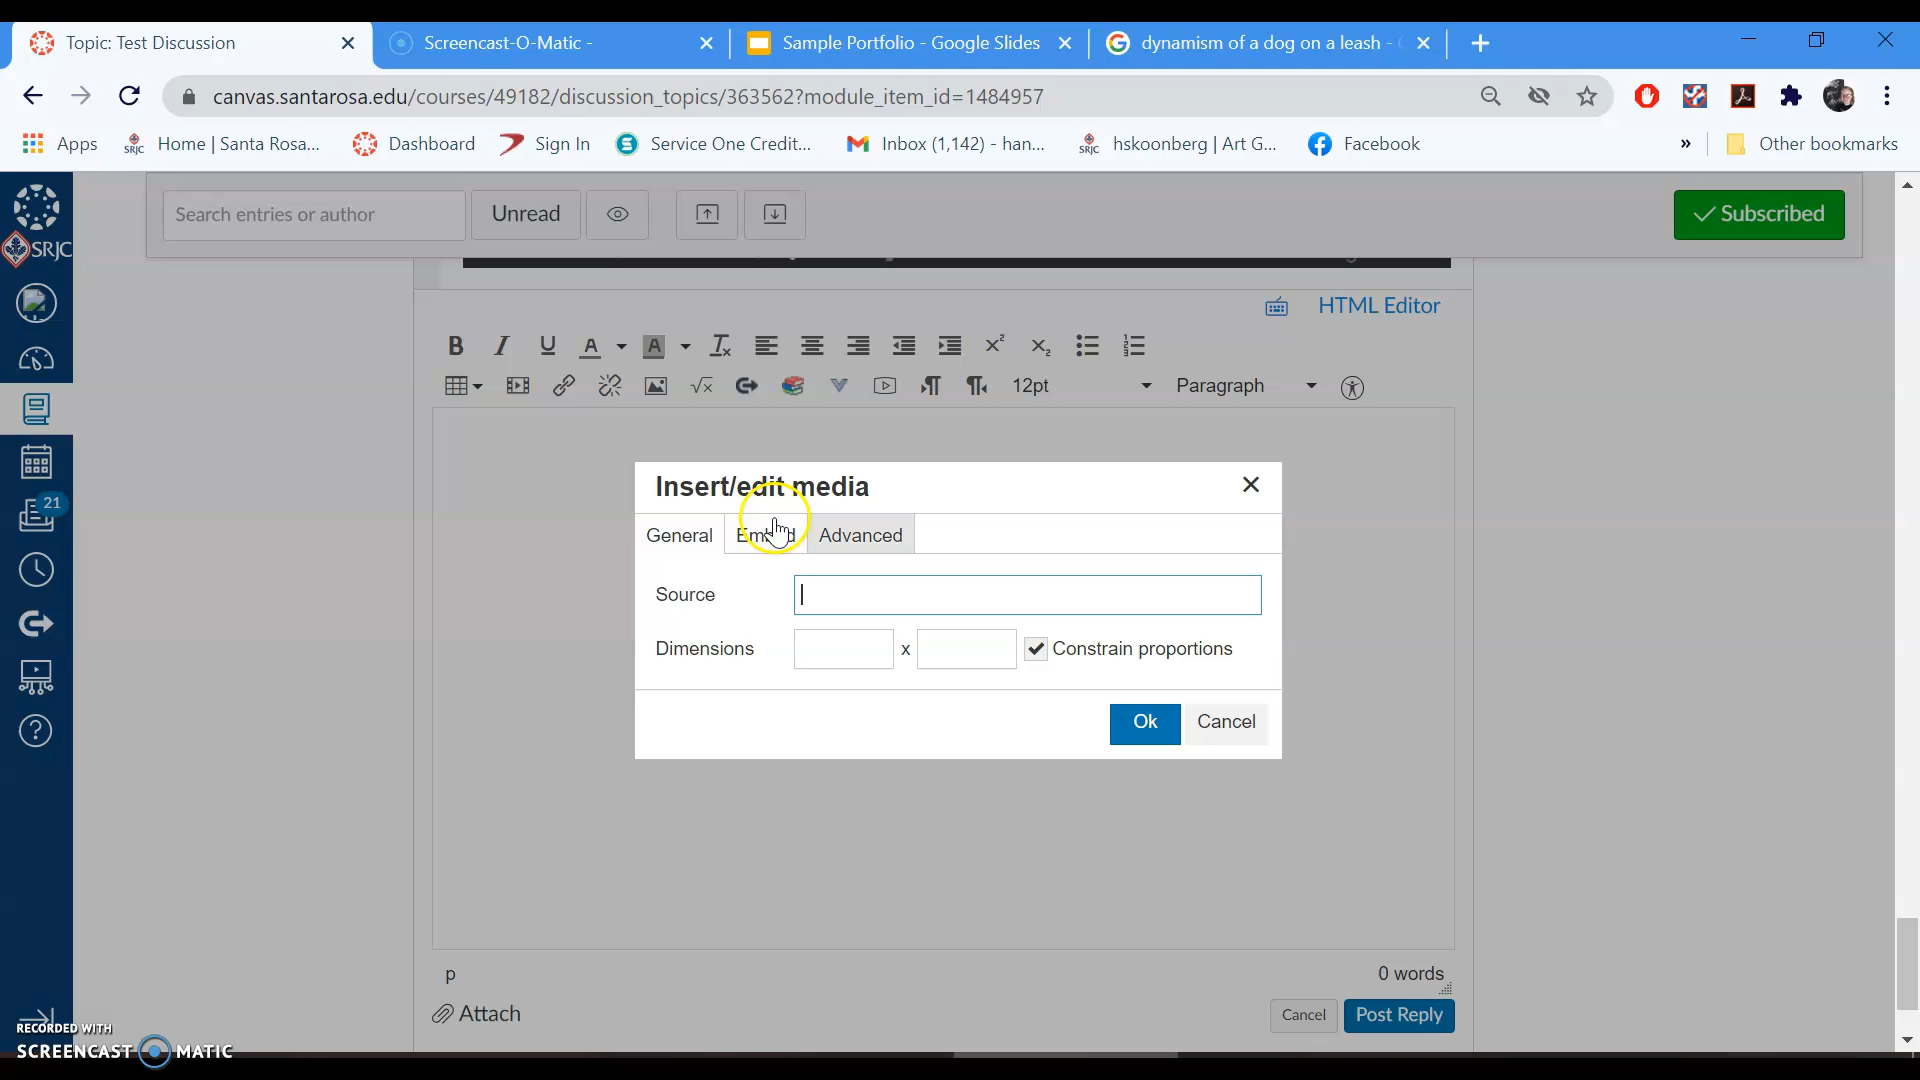 Topic: Test Discussion
Screencast-O-Matic -
Sample Portfolio - Google Slides
dynamism of a dog on a leash -
canvas.santarosa.edu/courses/49182/discussion_topics/363562?module_item_id=1484957
Apps
SRJC
Home | Santa Rosa...
Dashboard
Sign In
Service One Credit...
Inbox (1,142) - han...
SRJC
hskoonberg | Art G...
Facebook
»
Other bookmarks
Search entries or author
Unread
Subscribed
SRJC
HTML Editor
12pt
Paragraph
Insert/edit media
General
Embed
Advanced
21
Source
Dimensions
x
Constrain proportions
Ok
Cancel
p
0 words
Attach
Cancel
Post Reply
RECORDED WITH
SCREENCAST MATIC